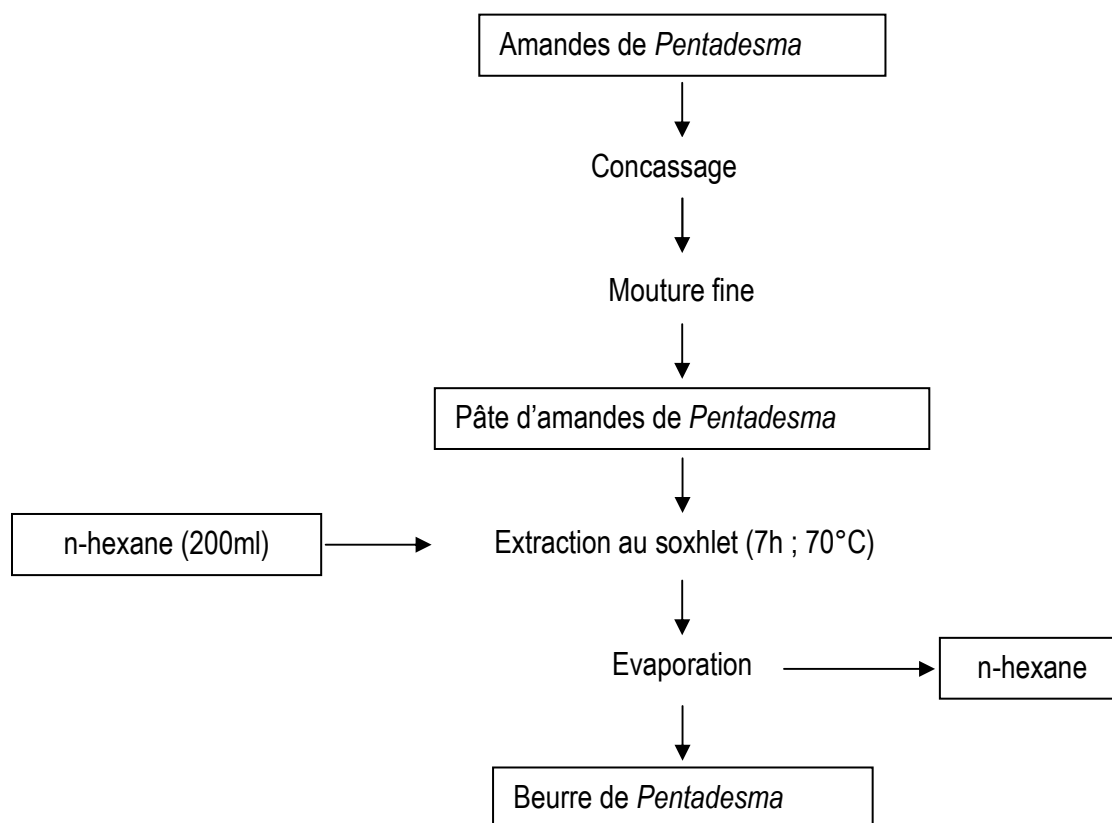 Amandes de Pentadesma
Concassage
Mouture fine
Pâte d'amandes de Pentadesma
n-hexane (200ml)
Extraction au soxhlet (7h ; 70°C)
Evaporation
n-hexane
Beurre de Pentadesma